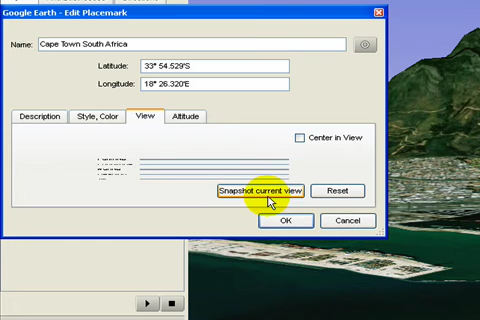 Google Earth - Edit Placemark
Name: Cape Town South Africa
Latitude: 33° 54.529'S
Longitude: 18° 26.320'E
Description Style, Color View Altitude
Center in View
Snapshot current view Reset
OK Cancel